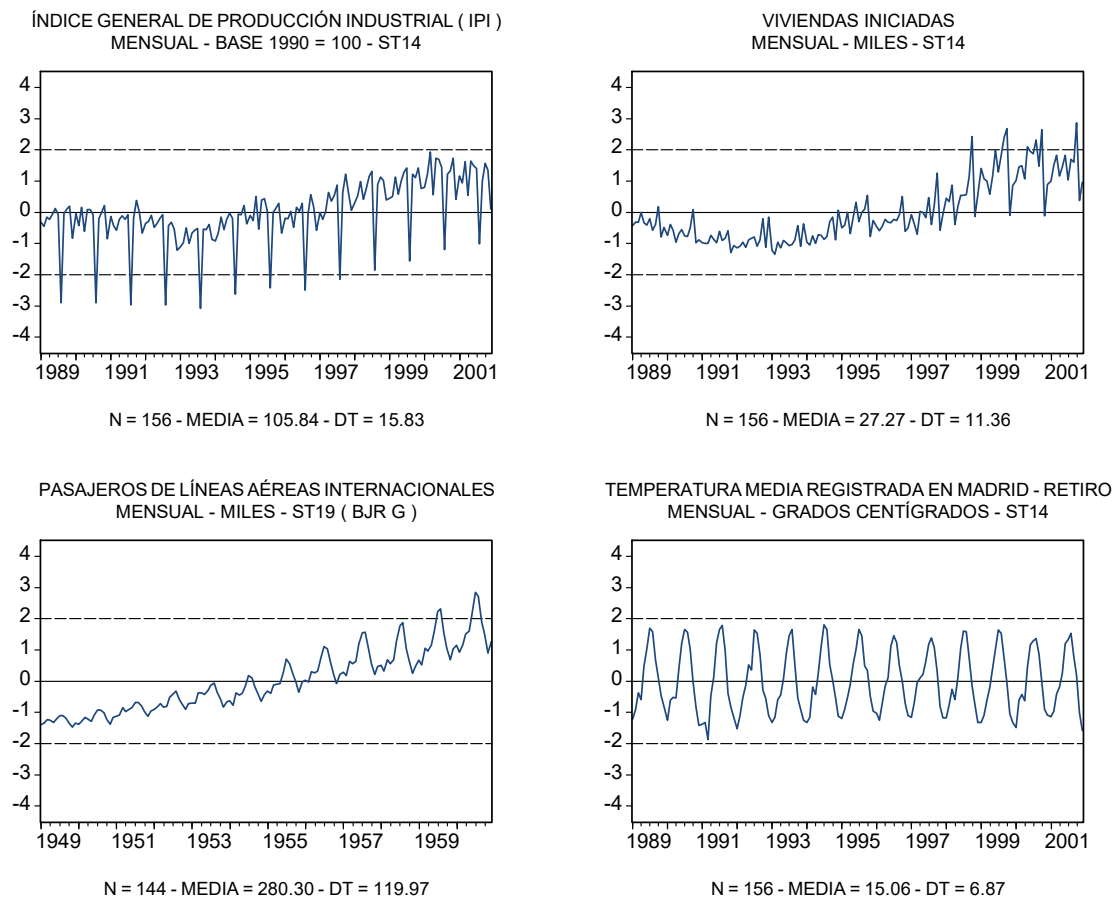 ÍNDICE GENERAL DE PRODUCCIÓN INDUSTRIAL ( IPI )
MENSUAL - BASE 1990 = 100 - ST14
4
3
2
1
0
-1
-2
-3
-4
1989 1991 1993 1995 1997 1999 2001
N = 156 - MEDIA = 105.84 - DT = 15.83
VIVIENDAS INICIADAS
MENSUAL - MILES - ST14
4
3
2
1
0
-1
-2
-3
-4
1989 1991 1993 1995 1997 1999 2001
N = 156 - MEDIA = 27.27 - DT = 11.36
PASAJEROS DE LÍNEAS AÉREAS INTERNACIONALES
MENSUAL - MILES - ST19 ( BJR G )
4
3
2
1
0
-1
-2
-3
-4
1949 1951 1953 1955 1957 1959
N = 144 - MEDIA = 280.30 - DT = 119.97
TEMPERATURA MEDIA REGISTRADA EN MADRID - RETIRO
MENSUAL - GRADOS CENTÍGRADOS - ST14
4
3
2
1
0
-1
-2
-3
-4
1989 1991 1993 1995 1997 1999 2001
N = 156 - MEDIA = 15.06 - DT = 6.87